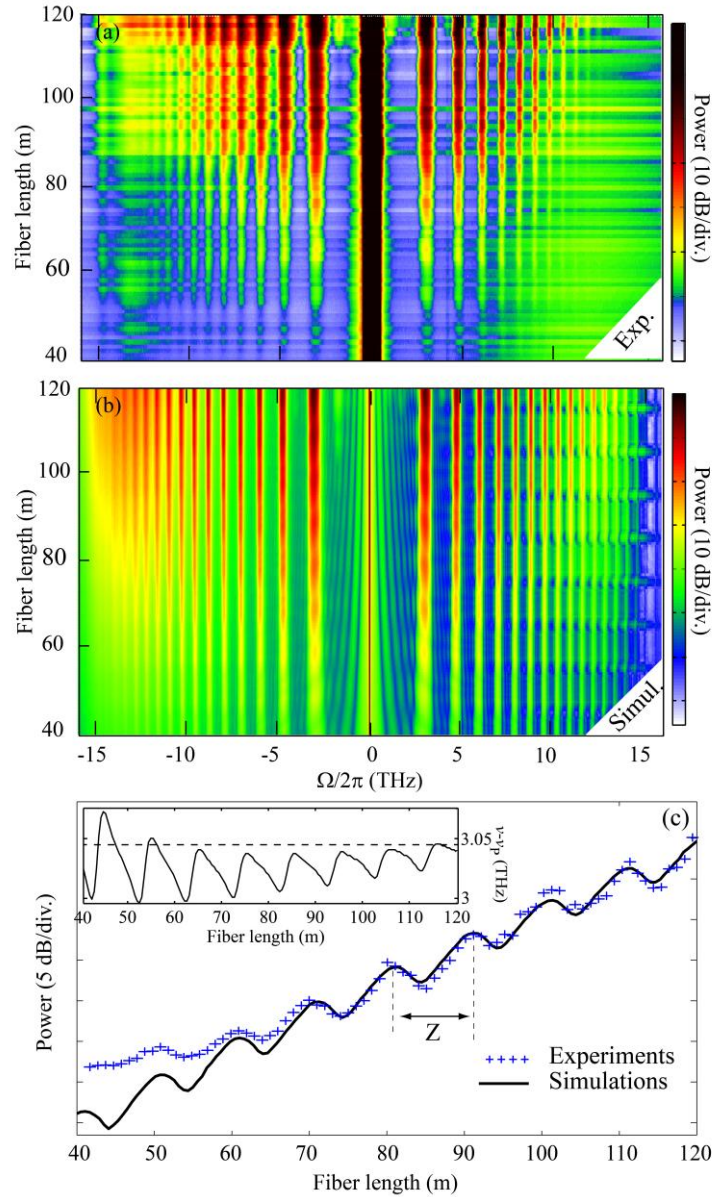 (a)
120
100
80
60
40
Fiber length (m)
Exp.
Power (10 dB/div.)
(b)
120
100
80
60
40
Fiber length (m)
Simul.
Power (10 dB/div.)
-15 -10 -5 0 5 10 15
Ω/2π (THz)
(c)
3.05
3
ν-νp (THz)
40 50 60 70 80 90 100 110 120
Fiber length (m)
Power (5 dB/div.)
Z
Experiments
Simulations
40 50 60 70 80 90 100 110 120
Fiber length (m)